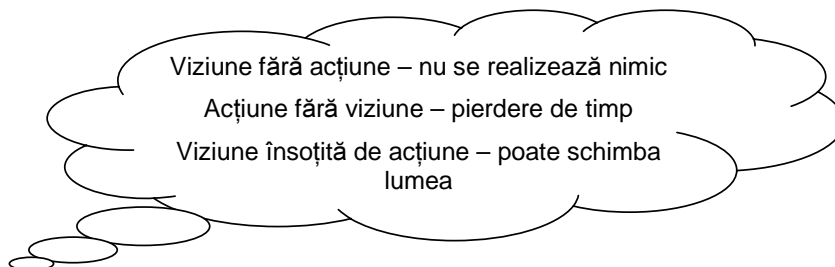 Viziune fără acțiune – nu se realizează nimic
Acțiune fără viziune – pierdere de timp
Viziune însoțită de acțiune – poate schimba
lumea